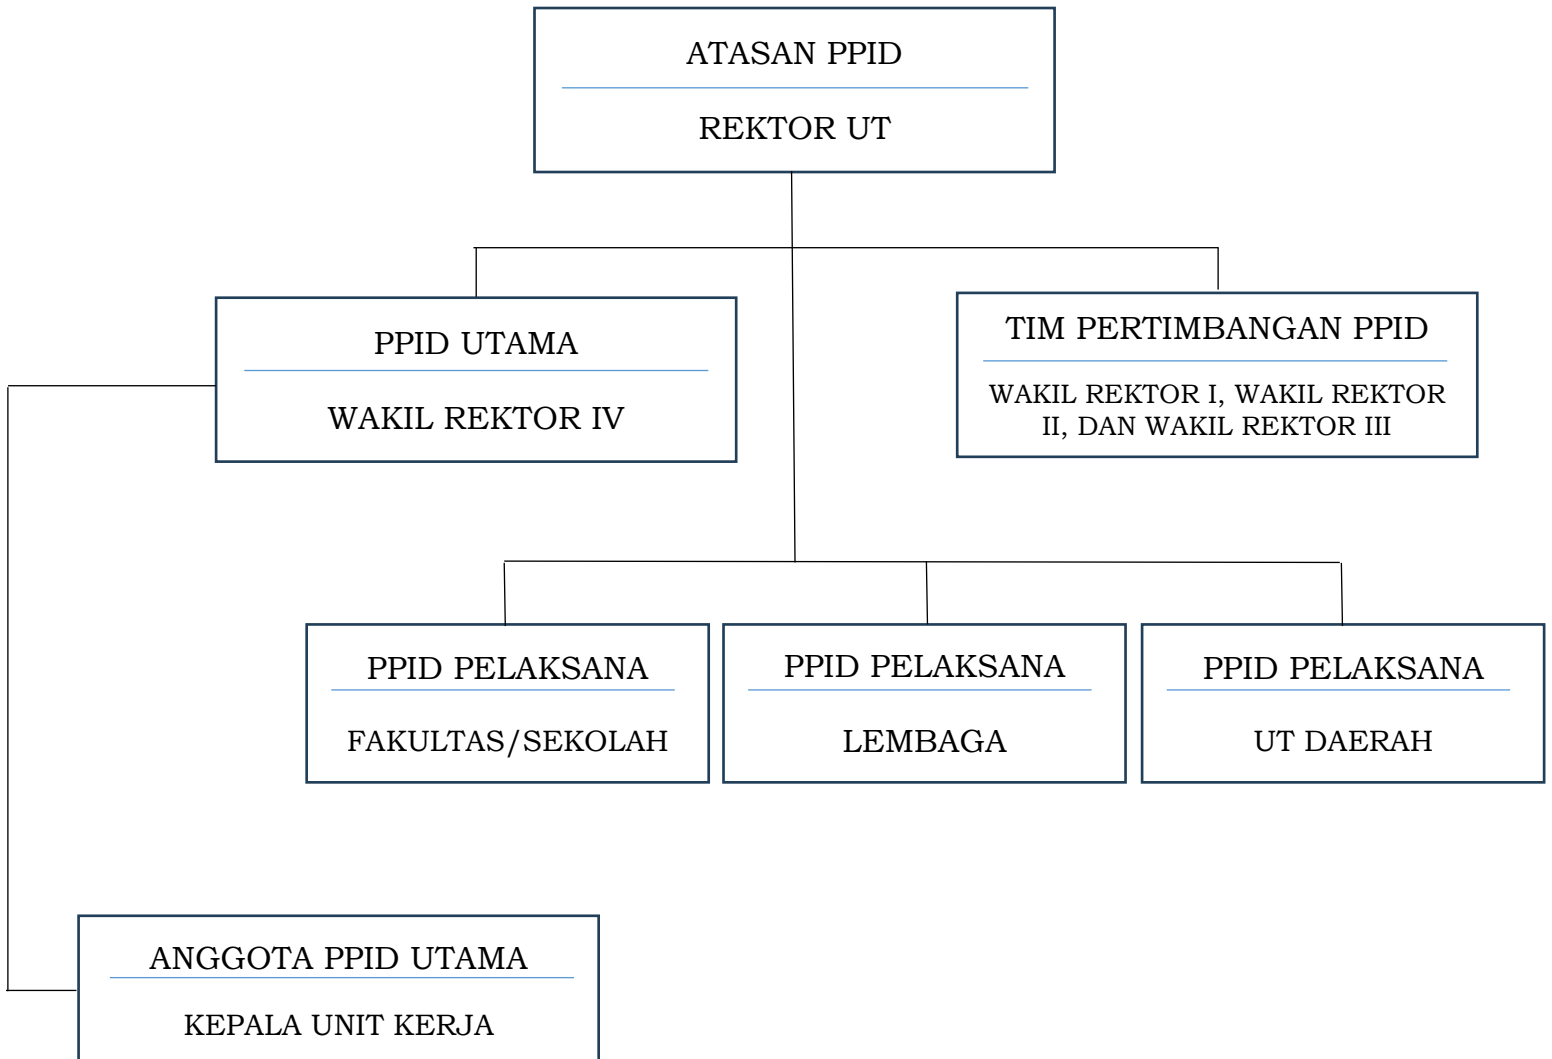 ATASAN PPID
REKTOR UT
PPID UTAMA
WAKIL REKTOR IV
TIM PERTIMBANGAN PPID
WAKIL REKTOR I, WAKIL REKTOR
II, DAN WAKIL REKTOR III
PPID PELAKSANA
FAKULTAS/SEKOLAH
PPID PELAKSANA
LEMBAGA
PPID PELAKSANA
UT DAERAH
ANGGOTA PPID UTAMA
KEPALA UNIT KERJA